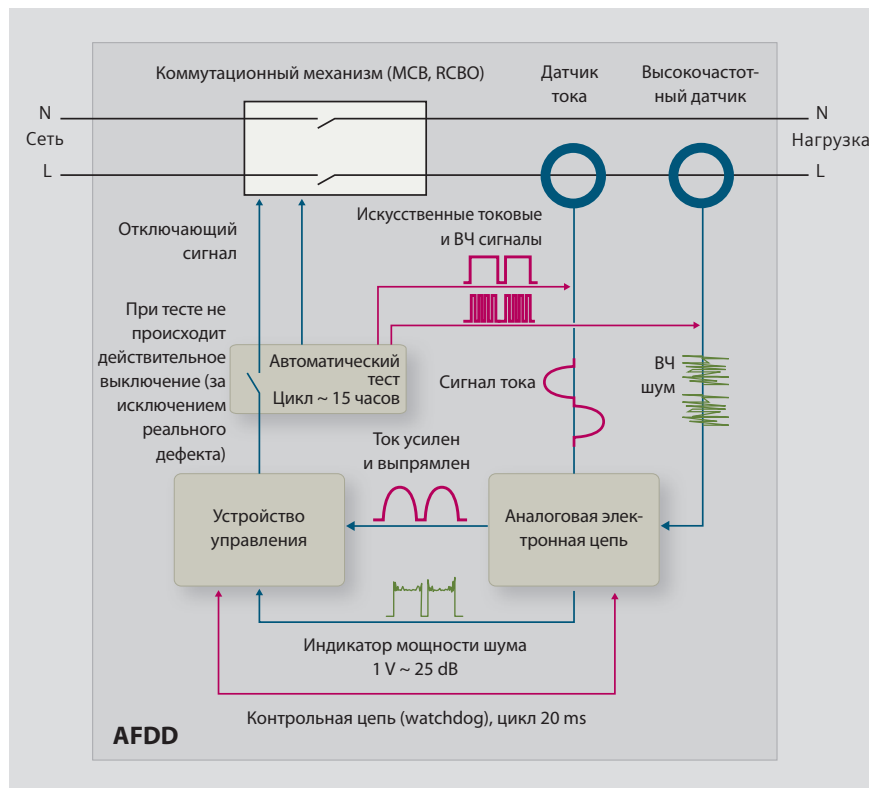 Коммутационный механизм (MCB, RCBO)
Датчик
тока
Высокочастот-
ный датчик
N
N
Сеть
Нагрузка
L
L
Отключающий
сигнал
Искусственные токовые
и ВЧ сигналы
При тесте не
происходит
действительное
выключение (за
исключением
реального
дефекта)
Автоматический
тест
Цикл ~ 15 часов
Сигнал тока
ВЧ
шум
Ток усилен
и выпрямлен
Устройство
управления
Аналоговая элек-
тронная цепь
Индикатор мощности шума
1 V ~ 25 dB
Контрольная цепь (watchdog), цикл 20 ms
AFDD